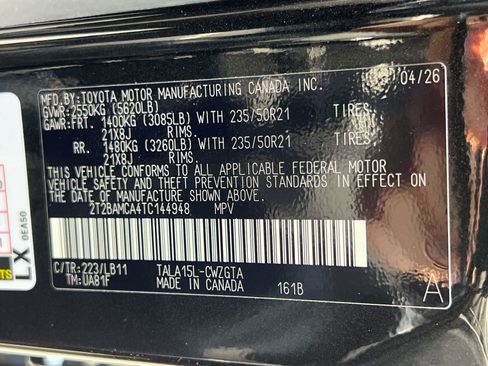 MFD.BY:TOYOTA MOTOR MANUFACTURING CANADA INC. 04/26
GVWR 2550KG (5620LB)
GAWR:FRT. 1400KG (3085LB) WITH 235/50R21 TIRES,
21X8J RIMS.
RR. 1480KG (3260LB) WITH 235/50R21 TIRES,
21X8J RIMS.
THIS VEHICLE CONFORMS TO ALL APPLICABLE FEDERAL MOTOR
VEHICLE SAFETY AND THEFT PREVENTION STANDARDS IN EFFECT ON
THE DATE OF MANUFACTURE SHOWN ABOVE.
2T2BAMCA4TC144948 MPV
C/TR:223/LB11 TALA15L-CWZGTA
TM:UA81F MADE IN CANADA 161B A
LX 0EA50
TS